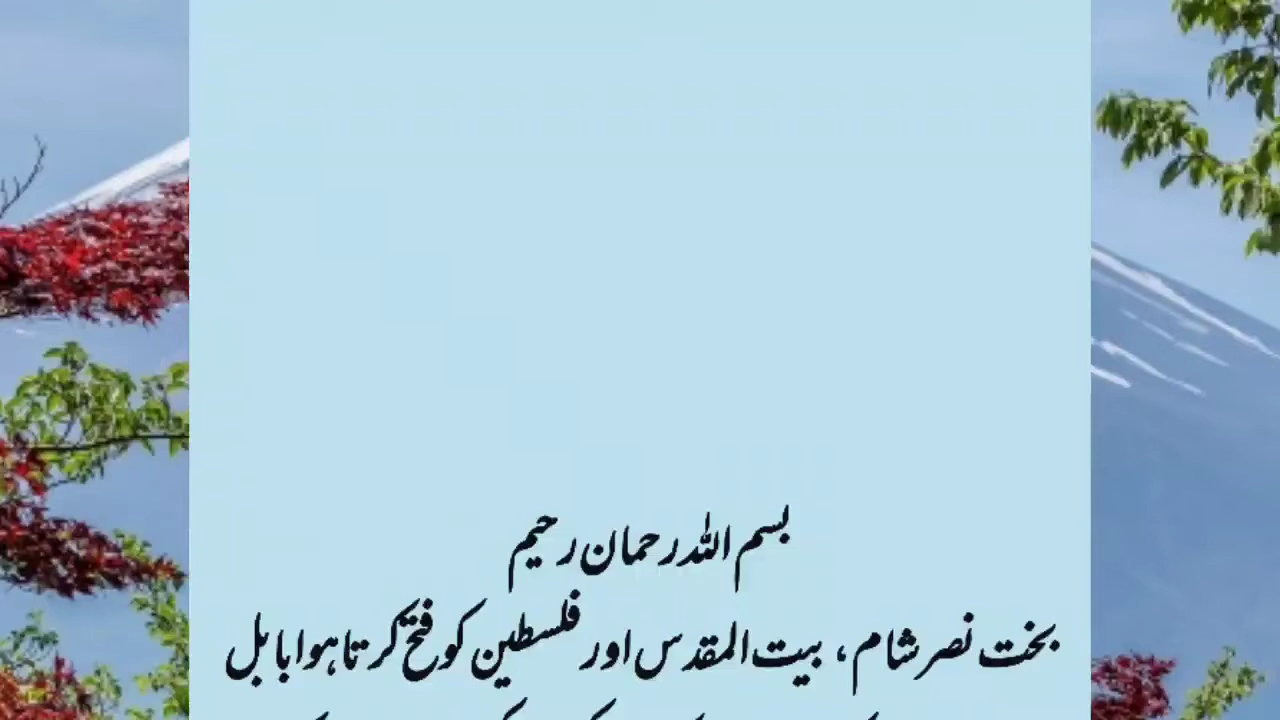 بسم اللہ رحمان رحیم
بخت نصر شام، بیت المقدس اور فلسطین کو فتح کرتا ہوا بابل